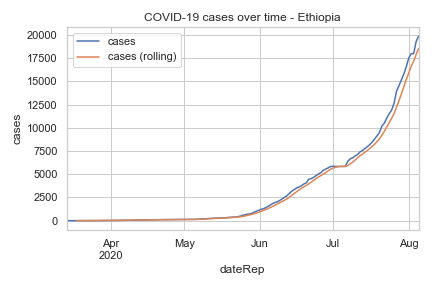 COVID-19 cases over time - Ethiopia
cases
cases (rolling)
20000
17500
15000
12500
10000
7500
5000
2500
0
cases
Apr
2020
May
Jun
Jul
Aug
dateRep